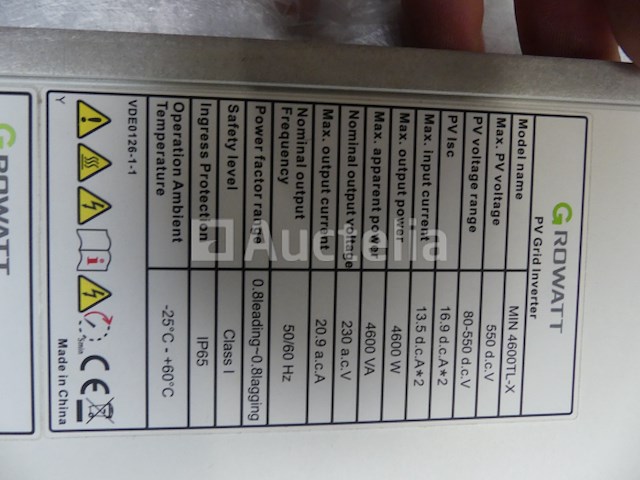 GROWATT
PV Grid Inverter
Model name MIN 4600TL-X
Max. PV voltage 550 d.c.V
PV voltage range 80-550 d.c.V
PV isc 16.9 d.c.A*2
Max. input current 13.5 d.c.A*2
Max. output power 4600 W
Max. apparent power 4600 VA
Nominal output voltage 230 a.c.V
Max. output current 20.9 a.c.A
Nominal output
Frequency 50/60 Hz
Power factor range 0.8leading~0.8lagging
Safety level Class I
Ingress Protection IP65
Operation Ambient
Temperature -25°C - +60°C
VDE0126-1-1
5min
CE
Made in China
Y
GROWATT
Auctelia